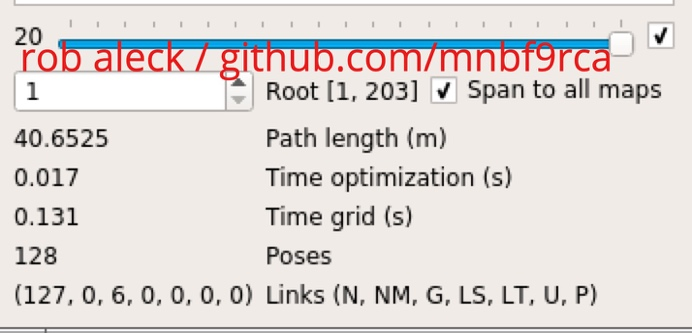 20
rob aleck / github.com/mnbf9rca
1 Root [1, 203] Span to all maps
40.6525 Path length (m)
0.017 Time optimization (s)
0.131 Time grid (s)
128 Poses
(127, 0, 6, 0, 0, 0, 0) Links (N, NM, G, LS, LT, U, P)